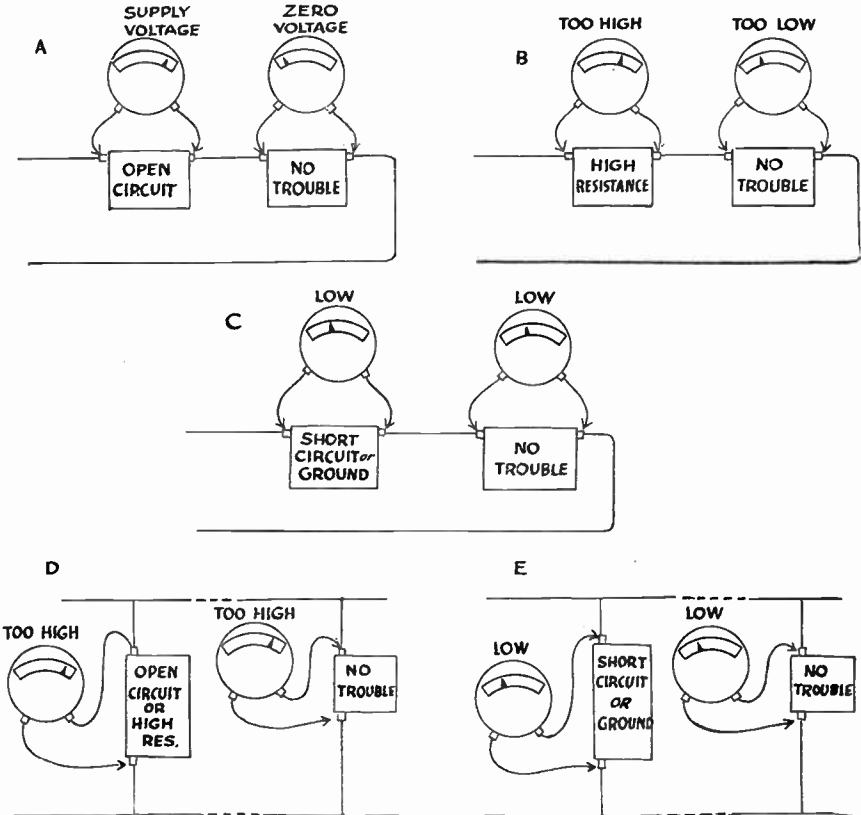 A
SUPPLY
VOLTAGE
ZERO
VOLTAGE
OPEN
CIRCUIT
NO
TROUBLE
B
TOO HIGH
TOO LOW
HIGH
RESISTANCE
NO
TROUBLE
C
LOW
LOW
SHORT
CIRCUIT or
GROUND
NO
TROUBLE
D
TOO HIGH
TOO HIGH
OPEN
CIRCUIT
OR
HIGH
RES.
NO
TROUBLE
E
LOW
LOW
SHORT
CIRCUIT
OR
GROUND
NO
TROUBLE